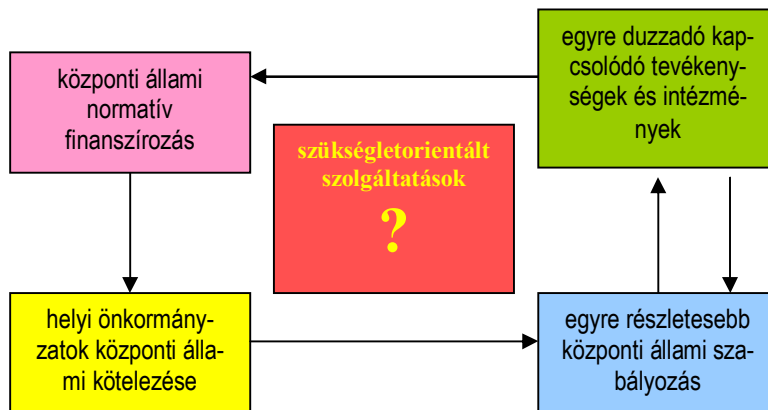 egyre duzzadó kap-
csolódó tevékeny-
ségek és intézmé-
nyek
központi állami
normatív
finanszírozás
szükségletorientált
szolgáltatások
?
helyi önkormány-
zatok központi álla-
mi kötelezése
egyre részletesebb
központi állami sza-
bályozás